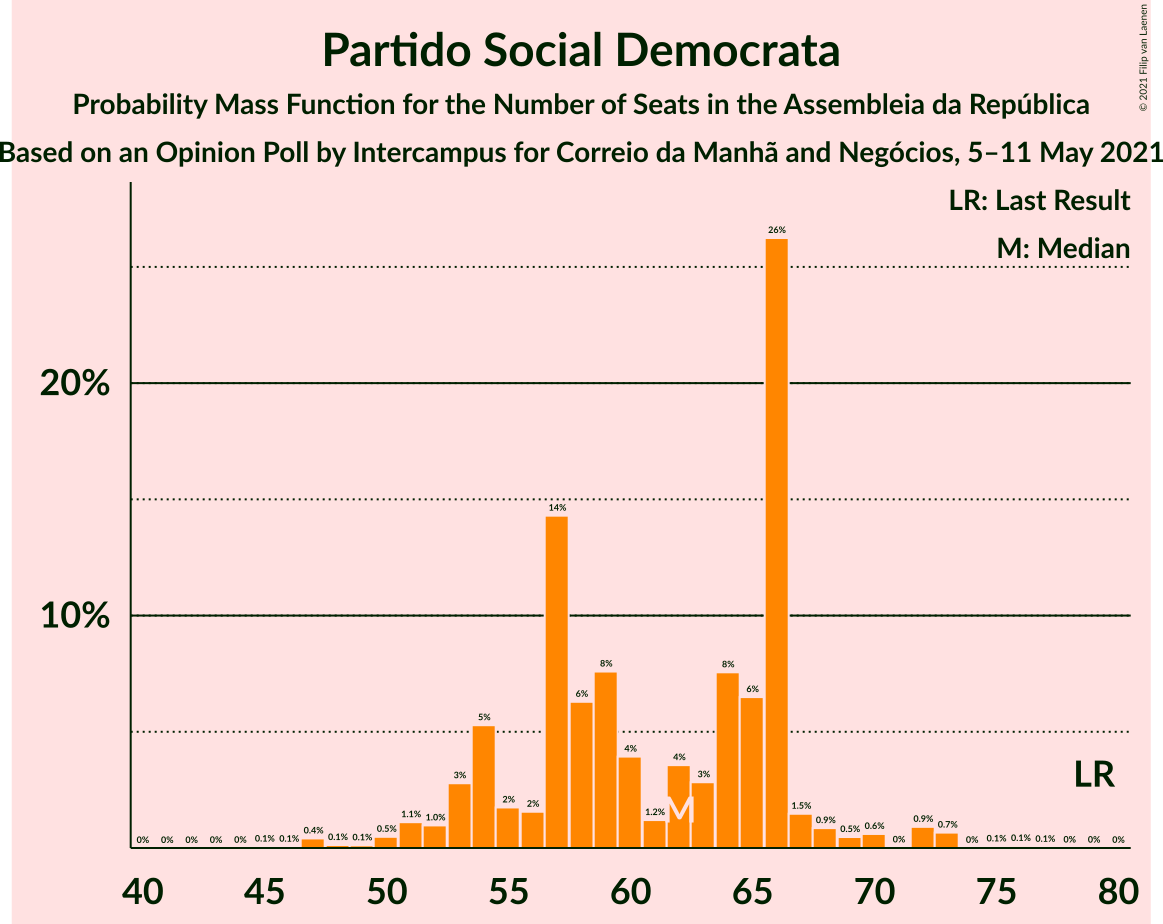 Partido Social Democrata
Probability Mass Function for the Number of Seats in the Assembleia da República
Based on an Opinion Poll by Intercampus for Correio da Manhã and Negócios, 5–11 May 2021
© 2021 Filip van Laenen
LR: Last Result
M: Median
20%
10%
0% 0% 0% 0% 0% 0.1% 0.1% 0.4% 0.1% 0.1% 0.5% 1.1% 1.0% 3% 5% 2% 2% 14% 6% 8% 4% 1.2% 4% 3% 8% 6% 26% 1.5% 0.9% 0.5% 0.6% 0% 0.9% 0.7% 0% 0.1% 0.1% 0.1% 0% 0% 0%
M
LR
40 45 50 55 60 65 70 75 80